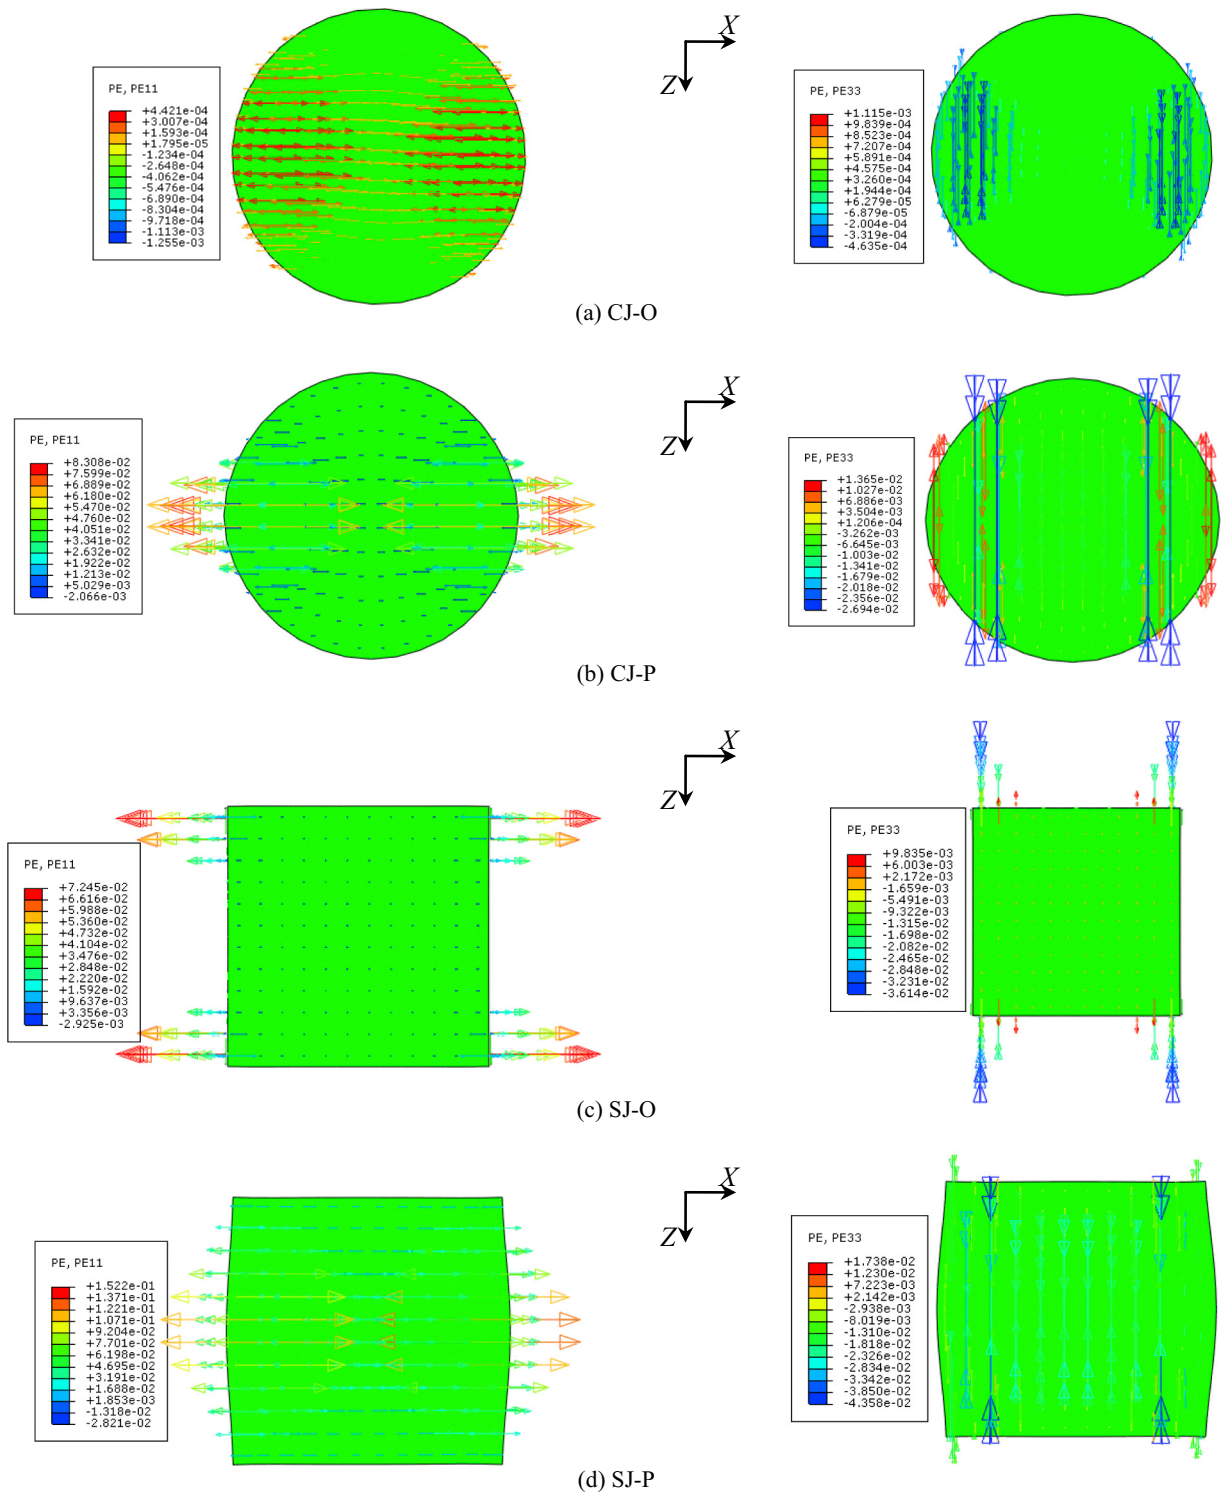 X
Z
PE, PE11
+4.421e-04
+3.007e-04
+1.593e-04
+1.795e-05
-1.234e-04
-2.648e-04
-4.062e-04
-5.476e-04
-6.890e-04
-8.304e-04
-9.718e-04
-1.113e-03
-1.255e-03
PE, PE33
+1.115e-03
+9.839e-04
+8.523e-04
+7.207e-04
+5.891e-04
+4.575e-04
+3.260e-04
+1.944e-04
+6.279e-05
-6.879e-05
-2.004e-04
-3.319e-04
-4.635e-04
(a) CJ-O
X
Z
PE, PE11
+8.308e-02
+7.599e-02
+6.889e-02
+6.180e-02
+5.470e-02
+4.760e-02
+4.051e-02
+3.341e-02
+2.632e-02
+1.922e-02
+1.213e-02
+5.029e-03
-2.066e-03
PE, PE33
+1.365e-02
+1.027e-02
+6.886e-03
+3.504e-03
+1.206e-04
-3.262e-03
-6.645e-03
-1.003e-02
-1.341e-02
-1.679e-02
-2.018e-02
-2.356e-02
-2.694e-02
(b) CJ-P
X
Z
PE, PE11
+7.245e-02
+6.616e-02
+5.988e-02
+5.360e-02
+4.732e-02
+4.104e-02
+3.476e-02
+2.848e-02
+2.220e-02
+1.592e-02
+9.637e-03
+3.356e-03
-2.925e-03
PE, PE33
+9.835e-03
+6.003e-03
+2.172e-03
-1.659e-03
-5.491e-03
-9.322e-03
-1.315e-02
-1.698e-02
-2.082e-02
-2.465e-02
-2.848e-02
-3.231e-02
-3.614e-02
(c) SJ-O
X
Z
PE, PE11
+1.522e-01
+1.371e-01
+1.221e-01
+1.071e-01
+9.204e-02
+7.701e-02
+6.198e-02
+4.695e-02
+3.191e-02
+1.688e-02
+1.853e-03
-1.318e-02
-2.821e-02
PE, PE33
+1.738e-02
+1.230e-02
+7.223e-03
+2.142e-03
-2.938e-03
-8.019e-03
-1.310e-02
-1.818e-02
-2.326e-02
-2.834e-02
-3.342e-02
-3.850e-02
-4.358e-02
(d) SJ-P